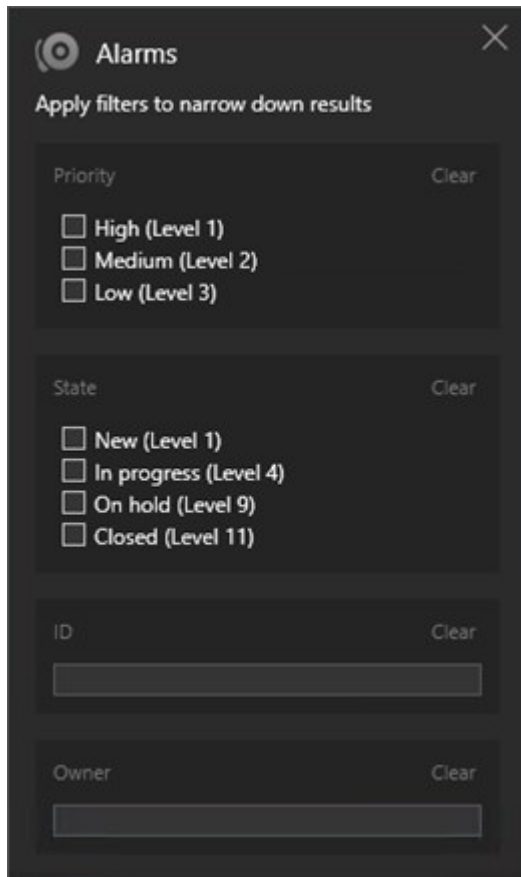 Alarms
Apply filters to narrow down results
Priority Clear
High (Level 1)
Medium (Level 2)
Low (Level 3)
State Clear
New (Level 1)
In progress (Level 4)
On hold (Level 9)
Closed (Level 11)
ID Clear
Owner Clear